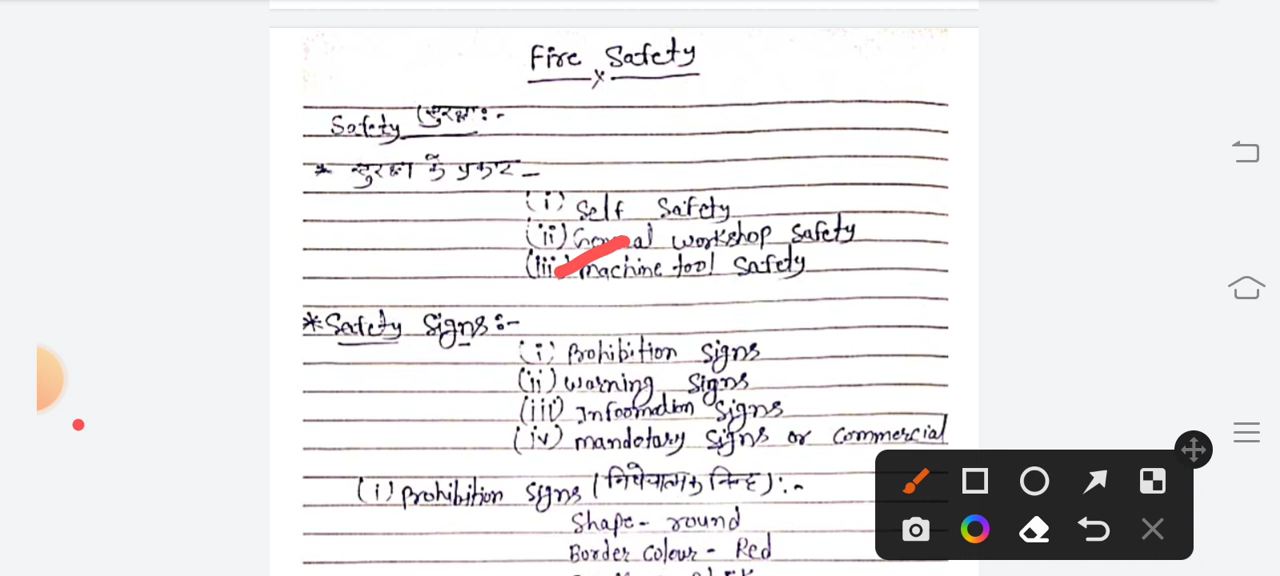 Fire Safety
Safety (सुरक्षा :-
* सुरक्षा के प्रकार -
(i) Self Safety
(ii) General workshop Safety
(iii) machine tool Safety
*Safety Signs :-
(i) Prohibition Signs
(ii) warning Signs
(iii) Information Signs
(iv) mandotary Signs or Commercial
(i) Prohibition Signs (निषेधात्मक चिन्ह) :-
Shape - round
Border Colour - Red